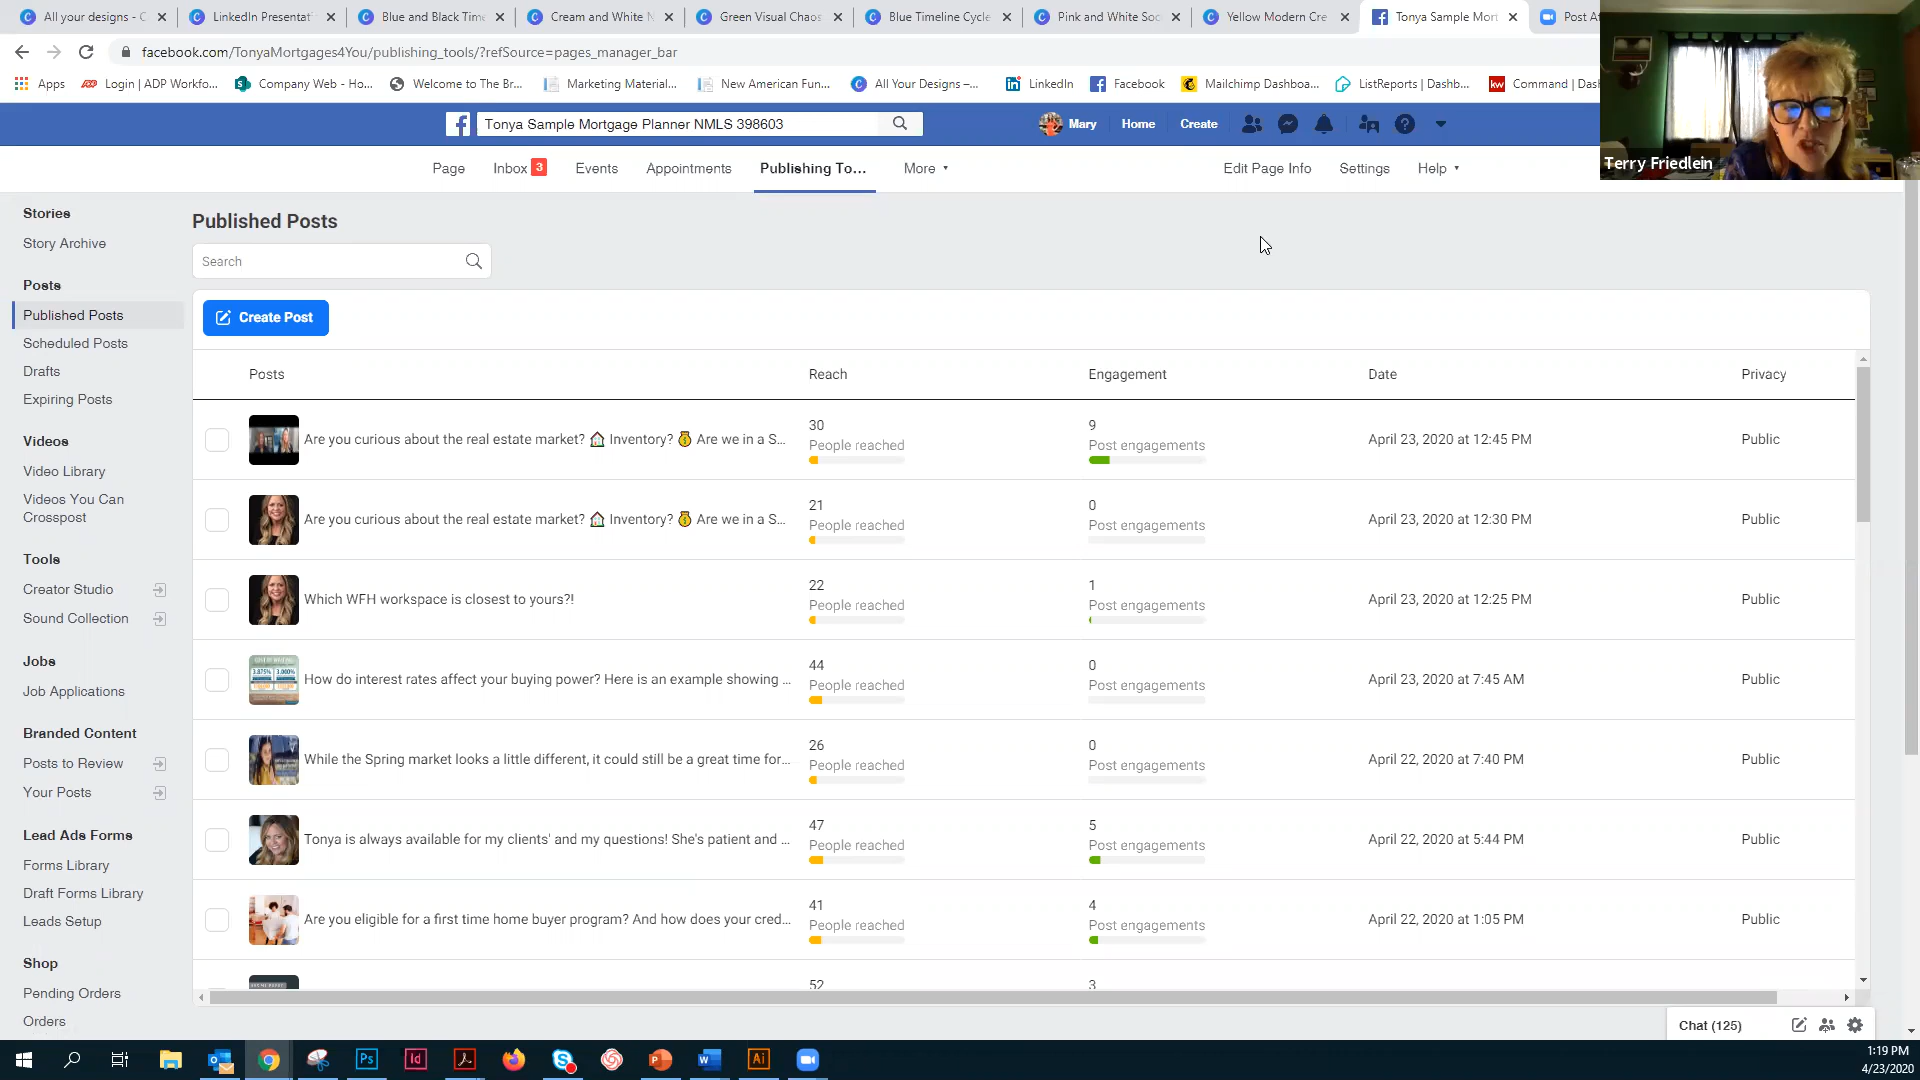 All your designs - C
LinkedIn Presentat
Blue and Black Tim
Cream and White N
Green Visual Chaos
Blue Timeline Cycle
Pink and White Soc
Yellow Modern Cre
Tonya Sample Mort
Post At
facebook.com/TonyaMortgages4You/publishing_tools/?refSource=pages_manager_bar
Apps
Login | ADP Workfo...
Company Web - Ho...
Welcome to The Br...
Marketing Material...
New American Fun...
All Your Designs –...
LinkedIn
Facebook
Mailchimp Dashboa...
ListReports | Dashb...
Command | Das
Tonya Sample Mortgage Planner NMLS 398603
Mary
Home
Create
Terry Friedlein
Page
Inbox 3
Events
Appointments
Publishing To...
More
Edit Page Info
Settings
Help
Stories
Story Archive
Posts
Published Posts
Scheduled Posts
Drafts
Expiring Posts
Videos
Video Library
Videos You Can
Crosspost
Tools
Creator Studio
Sound Collection
Jobs
Job Applications
Branded Content
Posts to Review
Your Posts
Lead Ads Forms
Forms Library
Draft Forms Library
Leads Setup
Shop
Pending Orders
Orders
Published Posts
Search
Create Post
Posts Reach Engagement Date Privacy
Are you curious about the real estate market? 🏠 Inventory? 💰 Are we in a S...
30
People reached
9
Post engagements
April 23, 2020 at 12:45 PM
Public
Are you curious about the real estate market? 🏠 Inventory? 💰 Are we in a S...
21
People reached
0
Post engagements
April 23, 2020 at 12:30 PM
Public
Which WFH workspace is closest to yours?!
22
People reached
1
Post engagements
April 23, 2020 at 12:25 PM
Public
How do interest rates affect your buying power? Here is an example showing ...
44
People reached
0
Post engagements
April 23, 2020 at 7:45 AM
Public
While the Spring market looks a little different, it could still be a great time for...
26
People reached
0
Post engagements
April 22, 2020 at 7:40 PM
Public
Tonya is always available for my clients' and my questions! She's patient and ...
47
People reached
5
Post engagements
April 22, 2020 at 5:44 PM
Public
Are you eligible for a first time home buyer program? And how does your cred...
41
People reached
4
Post engagements
April 22, 2020 at 1:05 PM
Public
52
3
Chat (125)
1:19 PM
4/23/2020